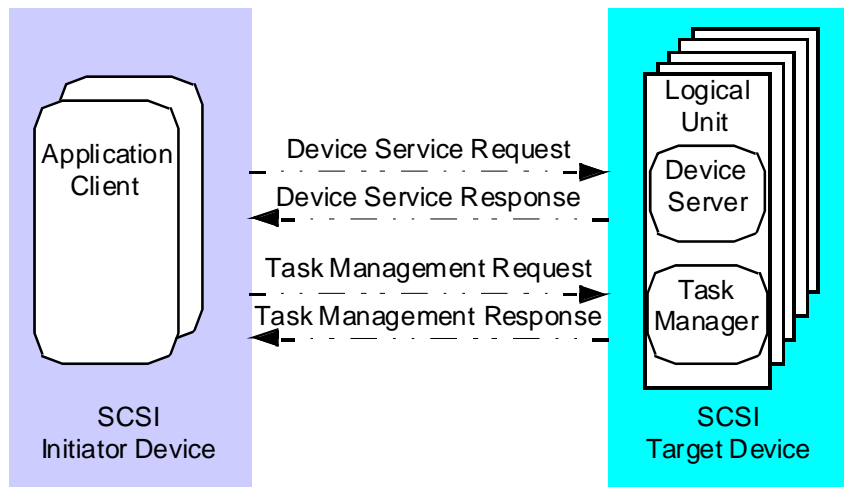 Application
Client
Device Service Request
Device Service Response
Task Management Request
Task Management Response
Logical
Unit
Device
Server
Task
Manager
SCSI
Initiator Device
SCSI
Target Device